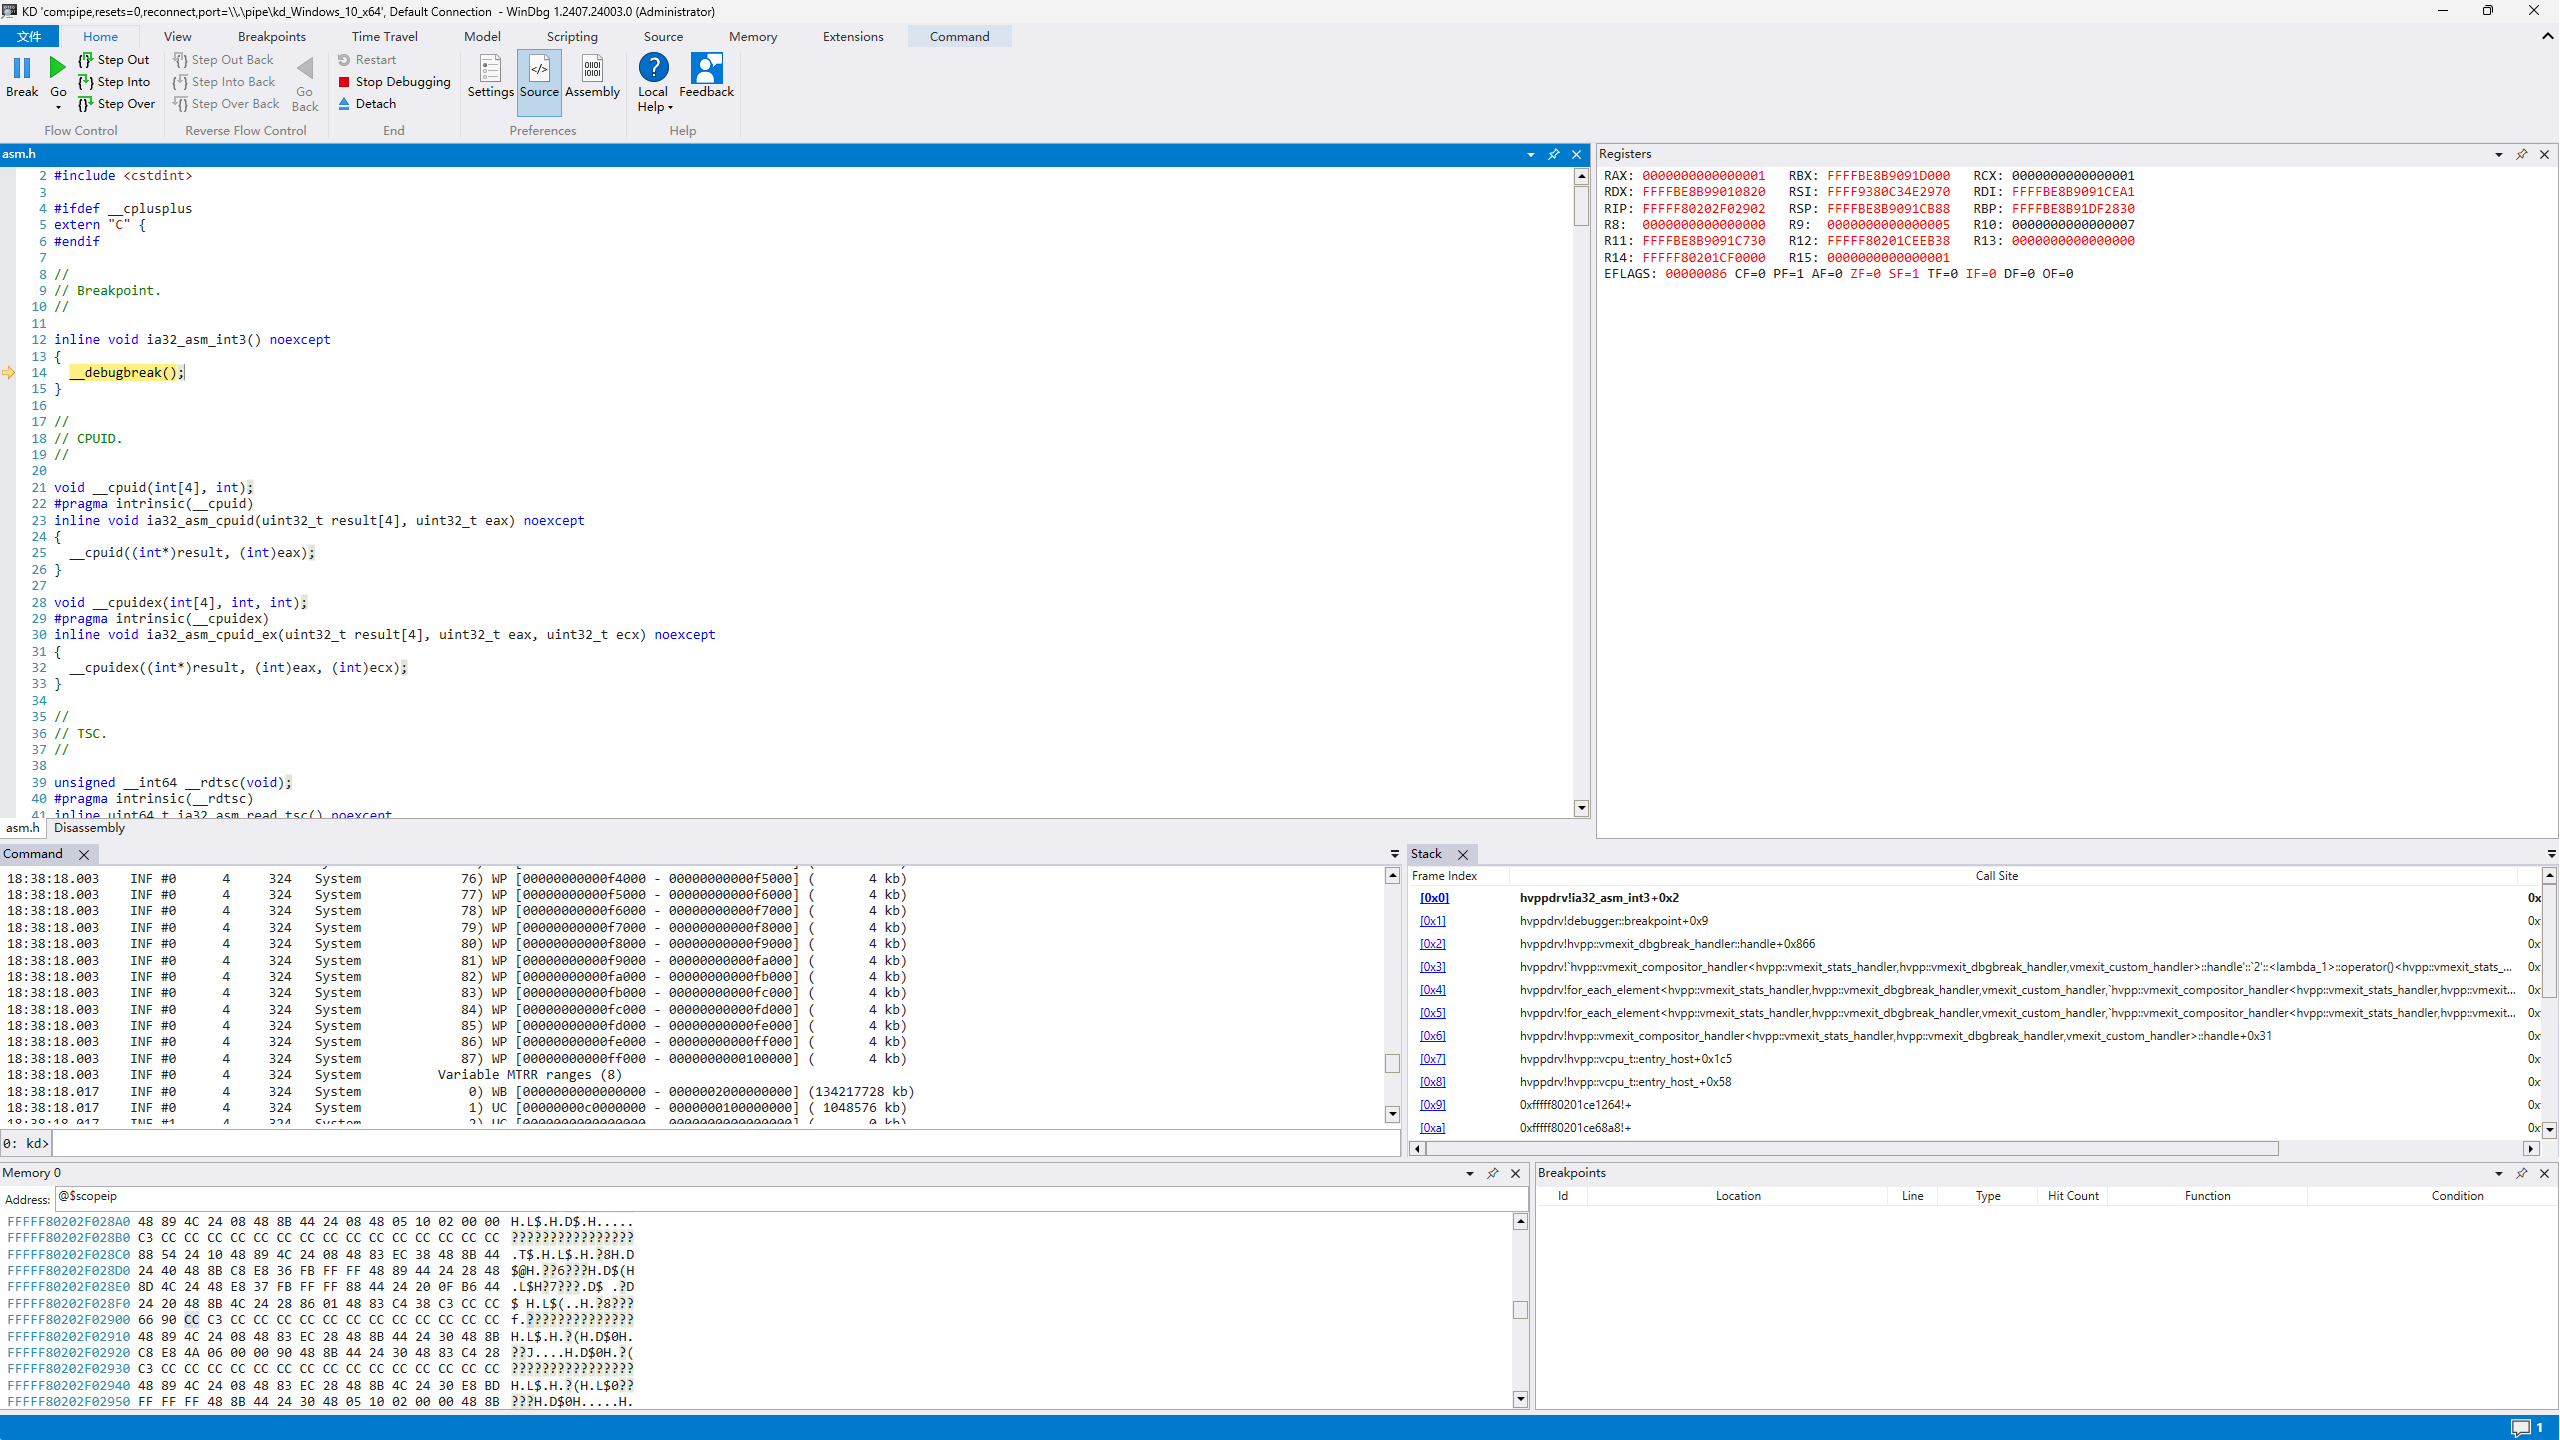 KD 'com:pipe,resets=0,reconnect,port=\\.\pipe\kd_Windows_10_x64', Default Connection - WinDbg 1.2407.24003.0 (Administrator)
文件 Home View Breakpoints Time Travel Model Scripting Source Memory Extensions Command
Break Go Step Out Step Into Step Over
Step Out Back Step Into Back Step Over Back Go Back
Restart Stop Debugging Detach
Settings Source Assembly Local Help Feedback
Flow Control Reverse Flow Control End Preferences Help
asm.h
2 #include <cstdint>
3
4 #ifdef __cplusplus
5 extern "C" {
6 #endif
7
8 //
9 // Breakpoint.
10 //
11
12 inline void ia32_asm_int3() noexcept
13 {
14 __debugbreak();
15 }
16
17 //
18 // CPUID.
19 //
20
21 void __cpuid(int[4], int);
22 #pragma intrinsic(__cpuid)
23 inline void ia32_asm_cpuid(uint32_t result[4], uint32_t eax) noexcept
24 {
25 __cpuid((int*)result, (int)eax);
26 }
27
28 void __cpuidex(int[4], int, int);
29 #pragma intrinsic(__cpuidex)
30 inline void ia32_asm_cpuid_ex(uint32_t result[4], uint32_t eax, uint32_t ecx) noexcept
31 {
32 __cpuidex((int*)result, (int)eax, (int)ecx);
33 }
34
35 //
36 // TSC.
37 //
38
39 unsigned __int64 __rdtsc(void);
40 #pragma intrinsic(__rdtsc)
41 inline uint64_t ia32_asm_read_tsc() noexcept
asm.h Disassembly
Registers
RAX: 0000000000000001 RBX: FFFFBE8B9091D000 RCX: 0000000000000001
RDX: FFFFBE8B99010820 RSI: FFFF9380C34E2970 RDI: FFFFBE8B9091CEA1
RIP: FFFFF80202F02902 RSP: FFFFBE8B9091CB88 RBP: FFFFBE8B91DF2830
R8: 0000000000000000 R9: 0000000000000005 R10: 0000000000000007
R11: FFFFBE8B9091C730 R12: FFFFF80201CEEB38 R13: 0000000000000000
R14: FFFFF80201CF0000 R15: 0000000000000001
EFLAGS: 00000086 CF=0 PF=1 AF=0 ZF=0 SF=1 TF=0 IF=0 DF=0 OF=0
Command
18:38:18.003 INF #0 4 324 System 76) WP [00000000000f4000 - 00000000000f5000] ( 4 kb)
18:38:18.003 INF #0 4 324 System 77) WP [00000000000f5000 - 00000000000f6000] ( 4 kb)
18:38:18.003 INF #0 4 324 System 78) WP [00000000000f6000 - 00000000000f7000] ( 4 kb)
18:38:18.003 INF #0 4 324 System 79) WP [00000000000f7000 - 00000000000f8000] ( 4 kb)
18:38:18.003 INF #0 4 324 System 80) WP [00000000000f8000 - 00000000000f9000] ( 4 kb)
18:38:18.003 INF #0 4 324 System 81) WP [00000000000f9000 - 00000000000fa000] ( 4 kb)
18:38:18.003 INF #0 4 324 System 82) WP [00000000000fa000 - 00000000000fb000] ( 4 kb)
18:38:18.003 INF #0 4 324 System 83) WP [00000000000fb000 - 00000000000fc000] ( 4 kb)
18:38:18.003 INF #0 4 324 System 84) WP [00000000000fc000 - 00000000000fd000] ( 4 kb)
18:38:18.003 INF #0 4 324 System 85) WP [00000000000fd000 - 00000000000fe000] ( 4 kb)
18:38:18.003 INF #0 4 324 System 86) WP [00000000000fe000 - 00000000000ff000] ( 4 kb)
18:38:18.003 INF #0 4 324 System 87) WP [00000000000ff000 - 0000000000100000] ( 4 kb)
18:38:18.003 INF #0 4 324 System Variable MTRR ranges (8)
18:38:18.017 INF #0 4 324 System 0) WB [0000000000000000 - 0000002000000000] (134217728 kb)
18:38:18.017 INF #0 4 324 System 1) UC [00000000c0000000 - 0000000100000000] ( 1048576 kb)
18:38:18.017 INF #1 4 324 System 2) UC [0000000000000000 - 0000000000000000] ( 0 kb)
0: kd>
Stack
Frame Index Call Site
[0x0] hvppdrv!ia32_asm_int3+0x2 0x
[0x1] hvppdrv!debugger::breakpoint+0x9 0x
[0x2] hvppdrv!hvpp::vmexit_dbgbreak_handler::handle+0x866 0x
[0x3] hvppdrv!`hvpp::vmexit_compositor_handler<hvpp::vmexit_stats_handler,hvpp::vmexit_dbgbreak_handler,vmexit_custom_handler>::handle'::`2'::<lambda_1>::operator()<hvpp::vmexit_stats_... 0x
[0x4] hvppdrv!for_each_element<hvpp::vmexit_stats_handler,hvpp::vmexit_dbgbreak_handler,vmexit_custom_handler,`hvpp::vmexit_compositor_handler<hvpp::vmexit_stats_handler,hvpp::vmexit... 0x
[0x5] hvppdrv!for_each_element<hvpp::vmexit_stats_handler,hvpp::vmexit_dbgbreak_handler,vmexit_custom_handler,`hvpp::vmexit_compositor_handler<hvpp::vmexit_stats_handler,hvpp::vmexit... 0x
[0x6] hvppdrv!hvpp::vmexit_compositor_handler<hvpp::vmexit_stats_handler,hvpp::vmexit_dbgbreak_handler,vmexit_custom_handler>::handle+0x31 0x
[0x7] hvppdrv!hvpp::vcpu_t::entry_host+0x1c5 0x
[0x8] hvppdrv!hvpp::vcpu_t::entry_host_+0x58 0x
[0x9] 0xfffff80201ce1264!+ 0x
[0xa] 0xfffff80201ce68a8!+ 0x
Memory 0
Address: @$scopeip
FFFFF80202F028A0 48 89 4C 24 08 48 8B 44 24 08 48 05 10 02 00 00 H.L$.H.D$.H.....
FFFFF80202F028B0 C3 CC CC CC CC CC CC CC CC CC CC CC CC CC CC CC ????????????????
FFFFF80202F028C0 88 54 24 10 48 89 4C 24 08 48 83 EC 38 48 8B 44 .T$.H.L$.H.?8H.D
FFFFF80202F028D0 24 40 48 8B C8 E8 36 FB FF FF 48 89 44 24 28 48 $@H.??6???H.D$(H
FFFFF80202F028E0 8D 4C 24 48 E8 37 FB FF FF 88 44 24 20 0F B6 44 .L$H?7???.D$ .?D
FFFFF80202F028F0 24 20 48 8B 4C 24 28 86 01 48 83 C4 38 C3 CC CC $ H.L$(..H.?8???
FFFFF80202F02900 66 90 CC C3 CC CC CC CC CC CC CC CC CC CC CC CC f.??????????????
FFFFF80202F02910 48 89 4C 24 08 48 83 EC 28 48 8B 44 24 30 48 8B H.L$.H.?(H.D$0H.
FFFFF80202F02920 C8 E8 4A 06 00 00 90 48 8B 44 24 30 48 83 C4 28 ??J....H.D$0H.?(
FFFFF80202F02930 C3 CC CC CC CC CC CC CC CC CC CC CC CC CC CC CC ????????????????
FFFFF80202F02940 48 89 4C 24 08 48 83 EC 28 48 8B 4C 24 30 E8 BD H.L$.H.?(H.L$0??
FFFFF80202F02950 FF FF FF 48 8B 44 24 30 48 05 10 02 00 00 48 8B ???H.D$0H.....H.
Breakpoints
Id Location Line Type Hit Count Function Condition
1